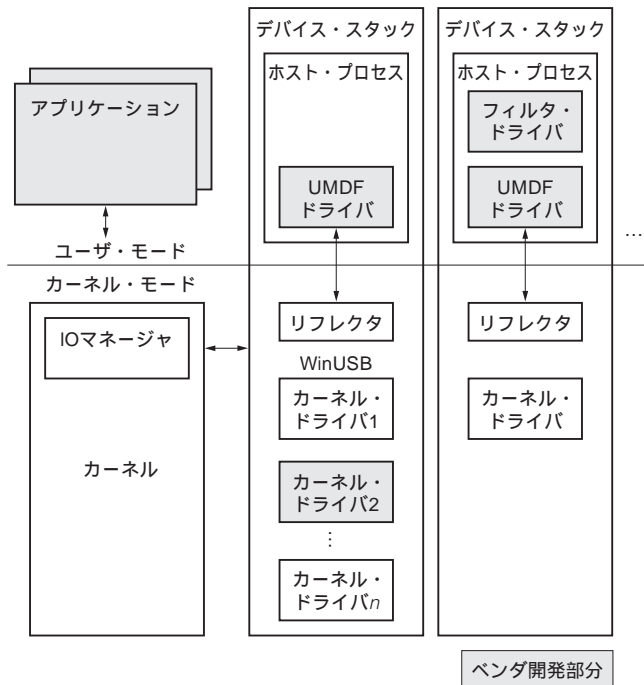 デバイス・スタック
ホスト・プロセス
UMDF
ドライバ
デバイス・スタック
ホスト・プロセス
フィルタ・
ドライバ
UMDF
ドライバ
…
アプリケーション
ユーザ・モード
カーネル・モード
IOマネージャ
カーネル
リフレクタ
WinUSB
カーネル・
ドライバ1
カーネル・
ドライバ2
⋮
カーネル・
ドライバn
リフレクタ
カーネル・
ドライバ
ベンダ開発部分